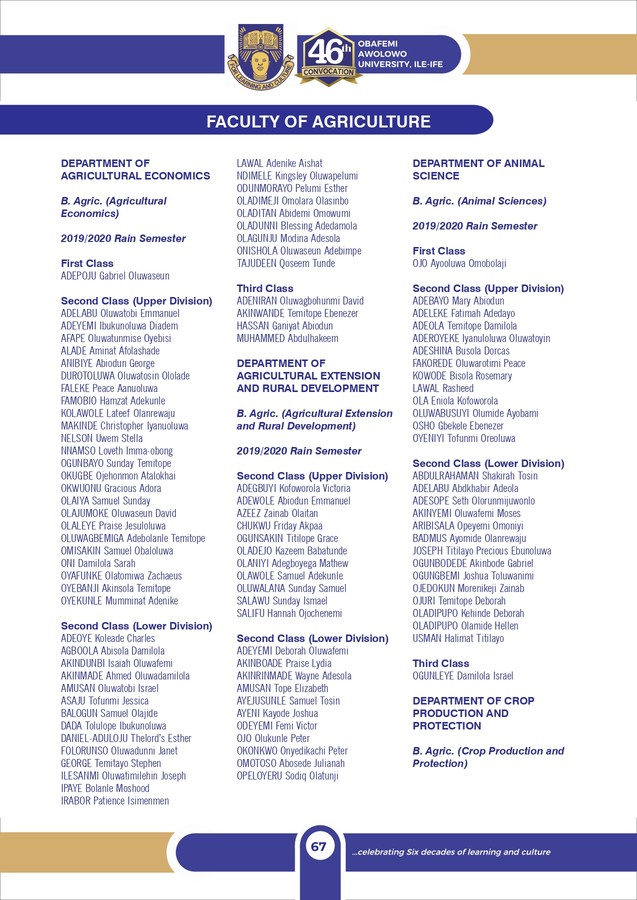 FOR LEARNING AND CULTURE
46th
CONVOCATION
OBAFEMI
AWOLOWO
UNIVERSITY, ILE-IFE
FACULTY OF AGRICULTURE
DEPARTMENT OF
AGRICULTURAL ECONOMICS
B. Agric. (Agricultural
Economics)
2019/2020 Rain Semester
First Class
ADEPOJU Gabriel Oluwaseun
Second Class (Upper Division)
ADELABU Oluwatobi Emmanuel
ADEYEMI Ibukunoluwa Diadem
AFAPE Oluwatunmise Oyebisi
ALADE Aminat Afolashade
ANIBIYE Abiodun George
DUROTOLUWA Oluwatosin Ololade
FALEKE Peace Aanuoluwa
FAMOBIO Hamzat Adekunle
KOLAWOLE Lateef Olanrewaju
MAKINDE Christopher Iyanuoluwa
NELSON Uwem Stella
NNAMSO Loveth Imma-obong
OGUNBAYO Sunday Temitope
OKUGBE Ojehonmon Atalokhai
OKWUONU Gracious Adora
OLAIYA Samuel Sunday
OLAJUMOKE Oluwaseun David
OLALEYE Praise Jesuloluwa
OLUWAGBEMIGA Adebolanle Temitope
OMISAKIN Samuel Obaloluwa
ONI Damilola Sarah
OYAFUNKE Olatomiwa Zachaeus
OYEBANJI Akinsola Temitope
OYEKUNLE Mumminat Adenike
Second Class (Lower Division)
ADEOYE Koleade Charles
AGBOOLA Abisola Damilola
AKINDUNBI Isaiah Oluwafemi
AKINMADE Ahmed Oluwadamilola
AMUSAN Oluwatobi Israel
ASAJU Tofunmi Jessica
BALOGUN Samuel Olajide
DADA Tolulope Ibukunoluwa
DANIEL-ADULOJU Thelord's Esther
FOLORUNSO Oluwadunni Janet
GEORGE Temitayo Stephen
ILESANMI Oluwatimilehin Joseph
IPAYE Bolanle Moshood
IRABOR Patience Isimenmen
LAWAL Adenike Aishat
NDIMELE Kingsley Oluwapelumi
ODUNMORAYO Pelumi Esther
OLADIMEJI Omolara Olasinbo
OLADITAN Abidemi Omowumi
OLADUNNI Blessing Adedamola
OLAGUNJU Modina Adesola
ONISHOLA Oluwaseun Adebimpe
TAJUDEEN Qoseem Tunde
Third Class
ADENIRAN Oluwagbohunmi David
AKINWANDE Temitope Ebenezer
HASSAN Ganiyat Abiodun
MUHAMMED Abdulhakeem
DEPARTMENT OF
AGRICULTURAL EXTENSION
AND RURAL DEVELOPMENT
B. Agric. (Agricultural Extension
and Rural Development)
2019/2020 Rain Semester
Second Class (Upper Division)
ADEGBUYI Kofoworola Victoria
ADEWOLE Abiodun Emmanuel
AZEEZ Zainab Olaitan
CHUKWU Friday Akpaa
OGUNSAKIN Titilope Grace
OLADEJO Kazeem Babatunde
OLANIYI Adegboyega Mathew
OLAWOLE Samuel Adekunle
OLUWALANA Sunday Samuel
SALAWU Sunday Ismael
SALIFU Hannah Ojochenemi
Second Class (Lower Division)
ADEYEMI Deborah Oluwafemi
AKINBOADE Praise Lydia
AKINRINMADE Wayne Adesola
AMUSAN Tope Elizabeth
AYEJUSUNLE Samuel Tosin
AYENI Kayode Joshua
ODEYEMI Femi Victor
OJO Olukunle Peter
OKONKWO Onyedikachi Peter
OMOTOSO Abosede Julianah
OPELOYERU Sodiq Olatunji
DEPARTMENT OF ANIMAL
SCIENCE
B. Agric. (Animal Sciences)
2019/2020 Rain Semester
First Class
OJO Ayooluwa Omobolaji
Second Class (Upper Division)
ADEBAYO Mary Abiodun
ADELEKE Fatimah Adedayo
ADEOLA Temitope Damilola
ADEROYEKE Iyanuloluwa Oluwatoyin
ADESHINA Busola Dorcas
FAKOREDE Oluwarotimi Peace
KOWODE Bisola Rosemary
LAWAL Rasheed
OLA Eniola Kofoworola
OLUWABUSUYI Olumide Ayobami
OSHO Gbekele Ebenezer
OYENIYI Tofunmi Oreoluwa
Second Class (Lower Division)
ABDULRAHAMAN Shakirah Tosin
ADELABU Abdkhabir Adeola
ADESOPE Seth Olorunmijuwonlo
AKINYEMI Oluwafemi Moses
ARIBISALA Opeyemi Omoniyi
BADMUS Ayomide Olanrewaju
JOSEPH Titilayo Precious Ebunoluwa
OGUNBODEDE Akinbode Gabriel
OGUNGBEMI Joshua Toluwanimi
OJEDOKUN Morenikeji Zainab
OJURI Temitope Deborah
OLADIPUPO Kehinde Deborah
OLADIPUPO Olamide Hellen
USMAN Halimat Titilayo
Third Class
OGUNLEYE Damilola Israel
DEPARTMENT OF CROP
PRODUCTION AND
PROTECTION
B. Agric. (Crop Production and
Protection)
67
...celebrating Six decades of learning and culture